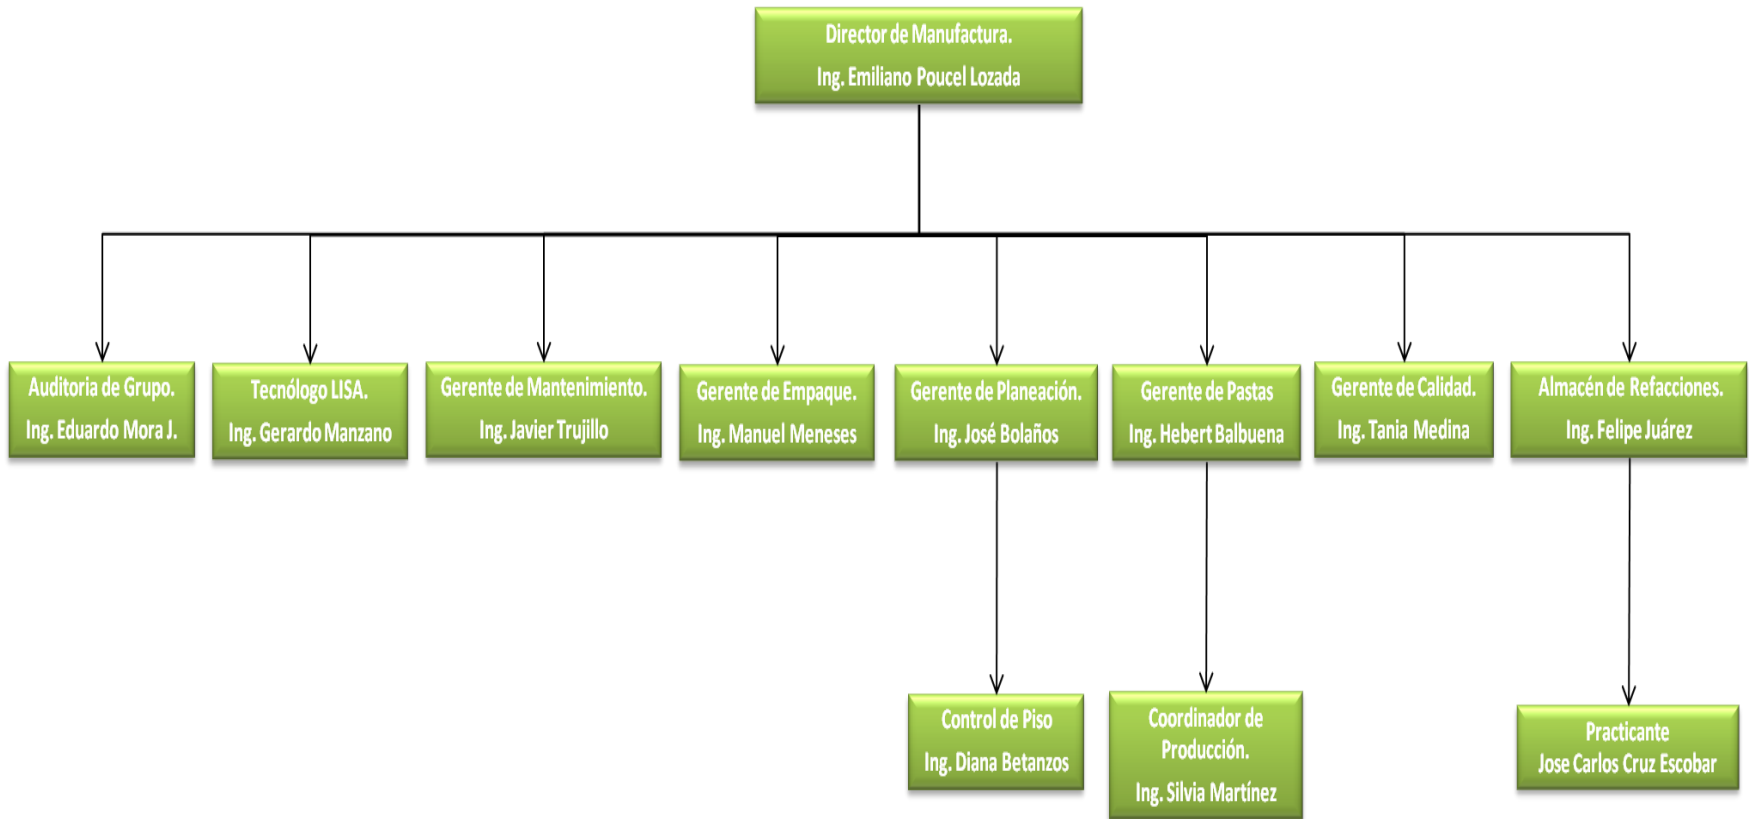 Director de Manufactura.
Ing. Emiliano Poucel Lozada
Auditoria de Grupo.
Ing. Eduardo Mora J.
Tecnólogo LISA.
Ing. Gerardo Manzano
Gerente de Mantenimiento.
Ing. Javier Trujillo
Gerente de Empaque.
Ing. Manuel Meneses
Gerente de Planeación.
Ing. José Bolaños
Gerente de Pastas
Ing. Hebert Balbuena
Gerente de Calidad.
Ing. Tania Medina
Almacén de Refacciones.
Ing. Felipe Juárez
Control de Piso
Ing. Diana Betanzos
Coordinador de
Producción.
Ing. Silvia Martínez
Practicante
Jose Carlos Cruz Escobar